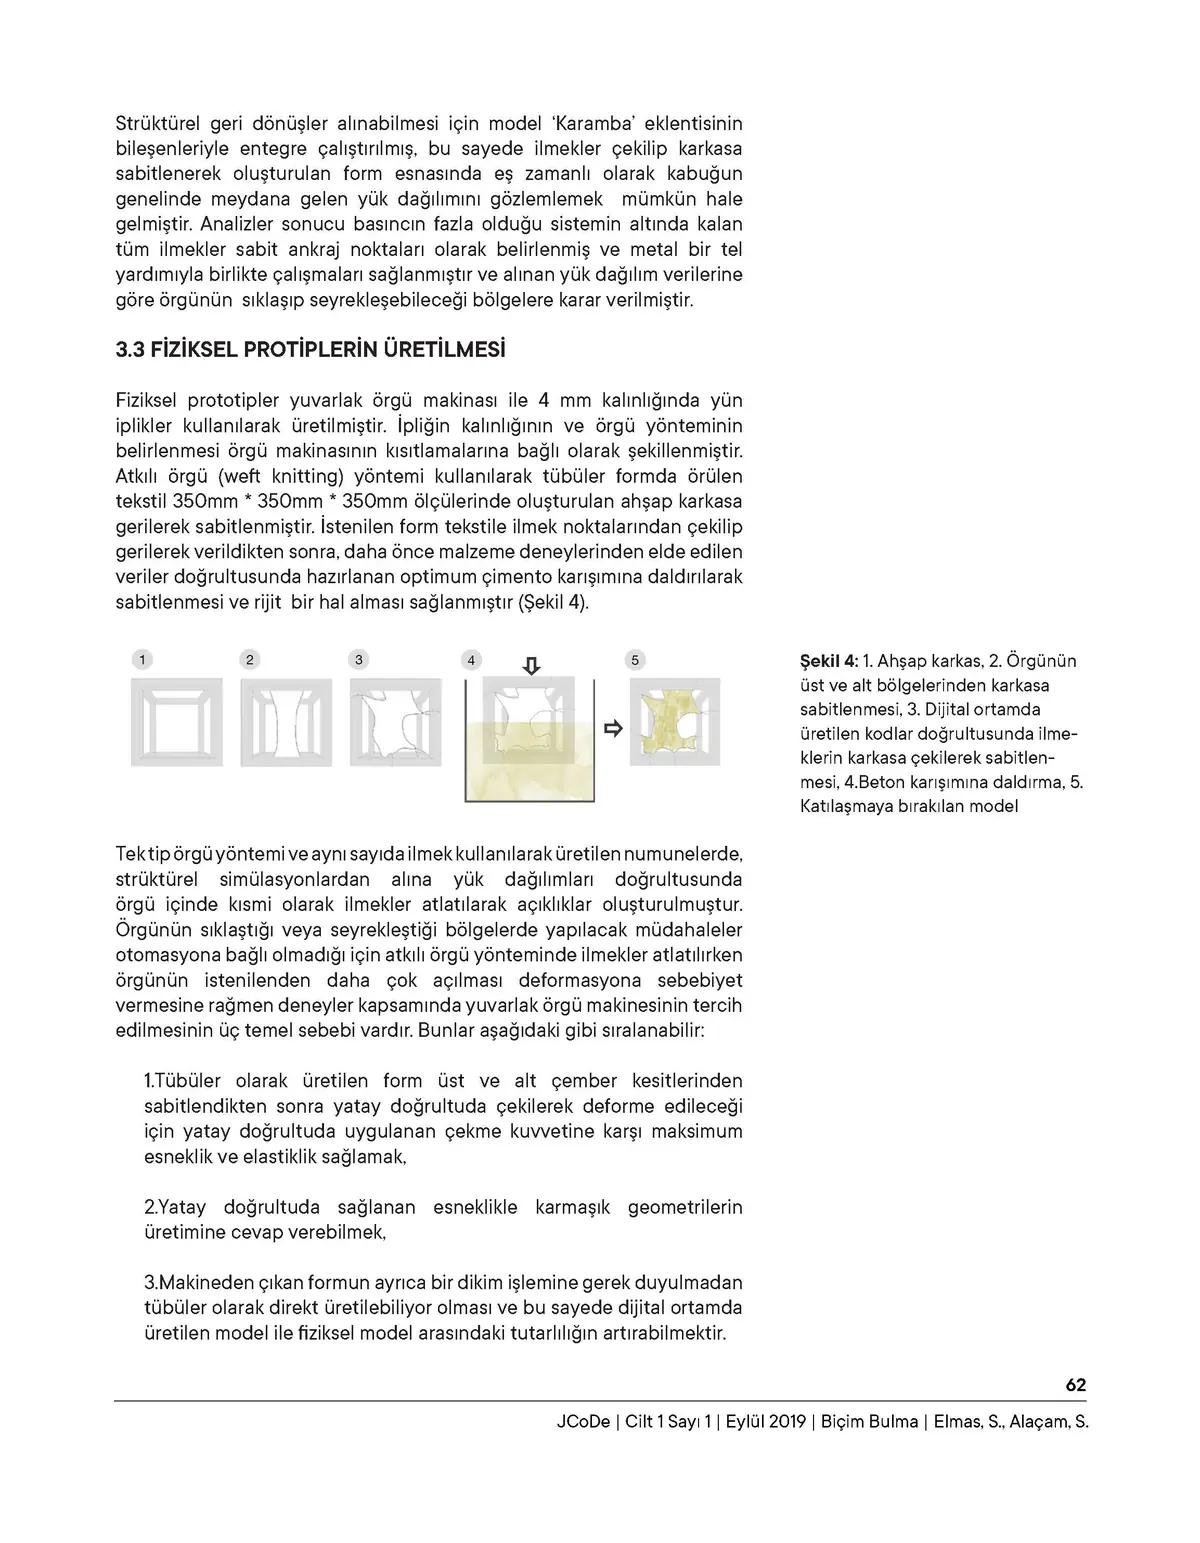 Strüktürel geri dönüşler alınabilmesi için model ‘Karamba’ eklentisinin
bileşenleriyle entegre çalıştırılmış, bu sayede ilmekler çekilip karkasa
sabitlenerek oluşturulan form esnasında eş zamanlı olarak kabuğun
genelinde meydana gelen yük dağılımını gözlemlemek mümkün hale
gelmiştir. Analizler sonucu basıncın fazla olduğu sistemin altında kalan
tüm ilmekler sabit ankraj noktaları olarak belirlenmiş ve metal bir tel
yardımıyla birlikte çalışmaları sağlanmıştır ve alınan yük dağılım verilerine
göre örgünün sıklaşıp seyrekleşebileceği bölgelere karar verilmiştir.
3.3 FİZİKSEL PROTİPLERİN ÜRETİLMESİ
Fiziksel prototipler yuvarlak örgü makinası ile 4 mm kalınlığında yün
iplikler kullanılarak üretilmiştir. İpliğin kalınlığının ve örgü yönteminin
belirlenmesi örgü makinasının kısıtlamalarına bağlı olarak şekillenmiştir.
Atkılı örgü (weft knitting) yöntemi kullanılarak tübüler formda örülen
tekstil 350mm * 350mm * 350mm ölçülerinde oluşturulan ahşap karkasa
gerilerek sabitlenmiştir. İstenilen form tekstile ilmek noktalarından çekilip
gerilerek verildikten sonra, daha önce malzeme deneylerinden elde edilen
veriler doğrultusunda hazırlanan optimum çimento karışımına daldırılarak
sabitlenmesi ve rijit bir hal alması sağlanmıştır (Şekil 4).
1 2 3 4 5
Şekil 4: 1. Ahşap karkas, 2. Örgünün
üst ve alt bölgelerinden karkasa
sabitlenmesi, 3. Dijital ortamda
üretilen kodlar doğrultusunda ilme-
klerin karkasa çekilerek sabitlen-
mesi, 4.Beton karışımına daldırma, 5.
Katılaşmaya bırakılan model
Tek tip örgü yöntemi ve aynı sayıda ilmek kullanılarak üretilen numunelerde,
strüktürel simülasyonlardan alına yük dağılımları doğrultusunda
örgü içinde kısmi olarak ilmekler atlatılarak açıklıklar oluşturulmuştur.
Örgünün sıklaştığı veya seyrekleştiği bölgelerde yapılacak müdahaleler
otomasyona bağlı olmadığı için atkılı örgü yönteminde ilmekler atlatılırken
örgünün istenilenden daha çok açılması deformasyona sebebiyet
vermesine rağmen deneyler kapsamında yuvarlak örgü makinesinin tercih
edilmesinin üç temel sebebi vardır. Bunlar aşağıdaki gibi sıralanabilir:
1.Tübüler olarak üretilen form üst ve alt çember kesitlerinden
sabitlendikten sonra yatay doğrultuda çekilerek deforme edileceği
için yatay doğrultuda uygulanan çekme kuvvetine karşı maksimum
esneklik ve elastiklik sağlamak,
2.Yatay doğrultuda sağlanan esneklikle karmaşık geometrilerin
üretimine cevap verebilmek,
3.Makineden çıkan formun ayrıca bir dikim işlemine gerek duyulmadan
tübüler olarak direkt üretilebiliyor olması ve bu sayede dijital ortamda
üretilen model ile fiziksel model arasındaki tutarlılığın artırabilmektir.
62
JCoDe | Cilt 1 Sayı 1 | Eylül 2019 | Biçim Bulma | Elmas, S., Alaçam, S.